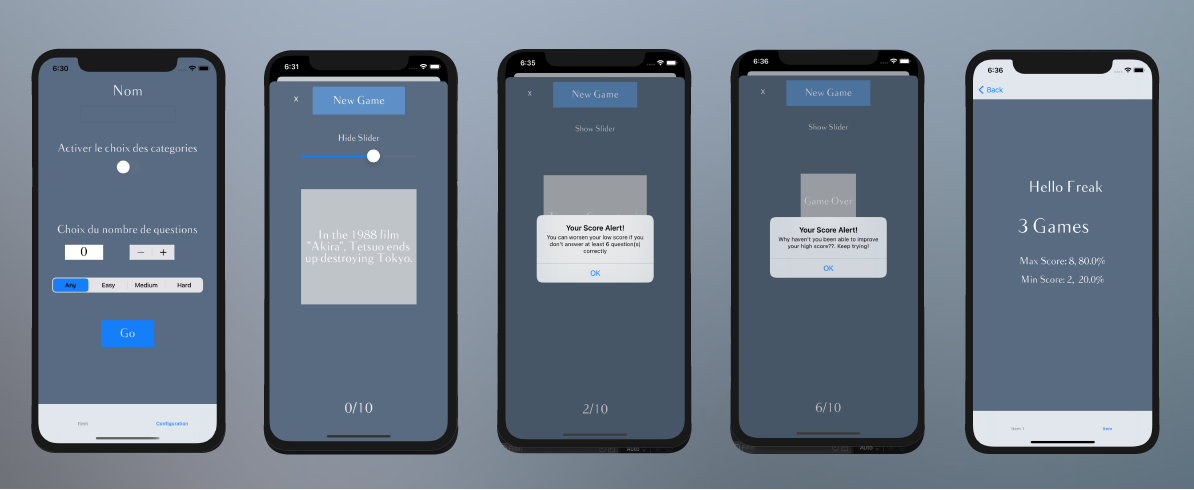 6:30
Nom
Activer le choix des categories
Choix du nombre de questions
0
− +
Any Easy Medium Hard
Go
Item Configuration
6:31
X
New Game
Hide Slider
In the 1988 film
"Akira", Tetsuo ends
up destroying Tokyo.
0/10
6:35
X
New Game
Show Slider
Your Score Alert!
You can worsen your low score if you
don't answer at least 6 question(s)
correctly
OK
2/10
6:36
X
New Game
Show Slider
Game Over
Your Score Alert!
Why haven't you been able to improve
your high score??. Keep trying!
OK
6/10
AUTO
6:36
Back
Hello Freak
3 Games
Max Score: 8, 80.0%
Min Score: 2, 20.0%
Item 1